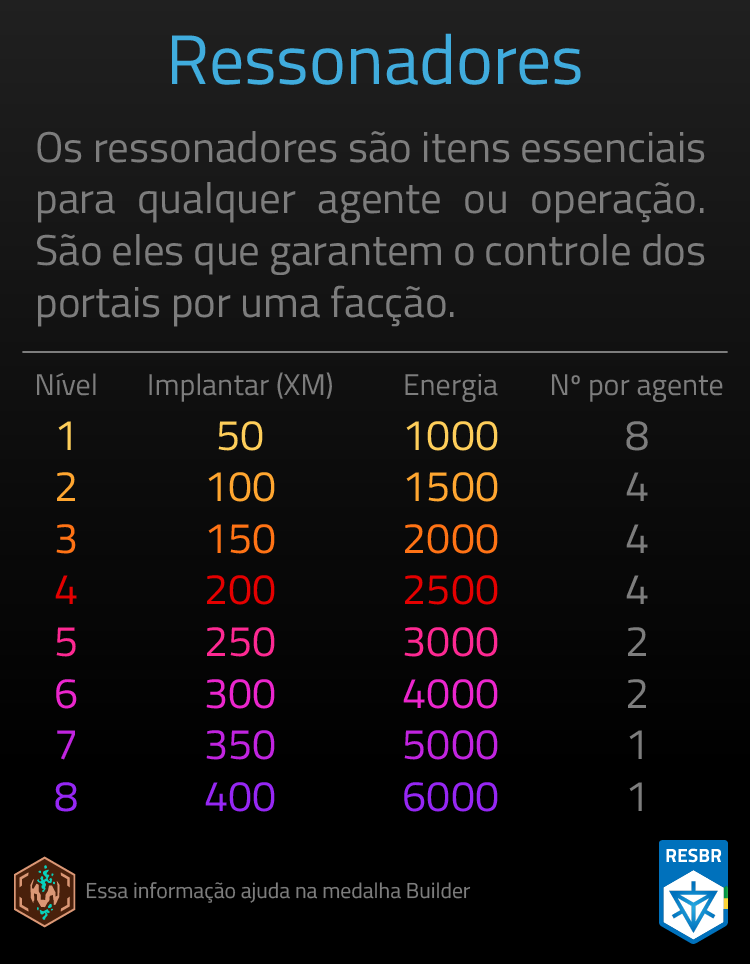 Ressonadores
Os ressonadores são itens essenciais
para qualquer agente ou operação.
São eles que garantem o controle dos
portais por uma facção.
Nível Implantar (XM) Energia Nº por agente
1 50 1000 8
2 100 1500 4
3 150 2000 4
4 200 2500 4
5 250 3000 2
6 300 4000 2
7 350 5000 1
8 400 6000 1
RESBR
Essa informação ajuda na medalha Builder